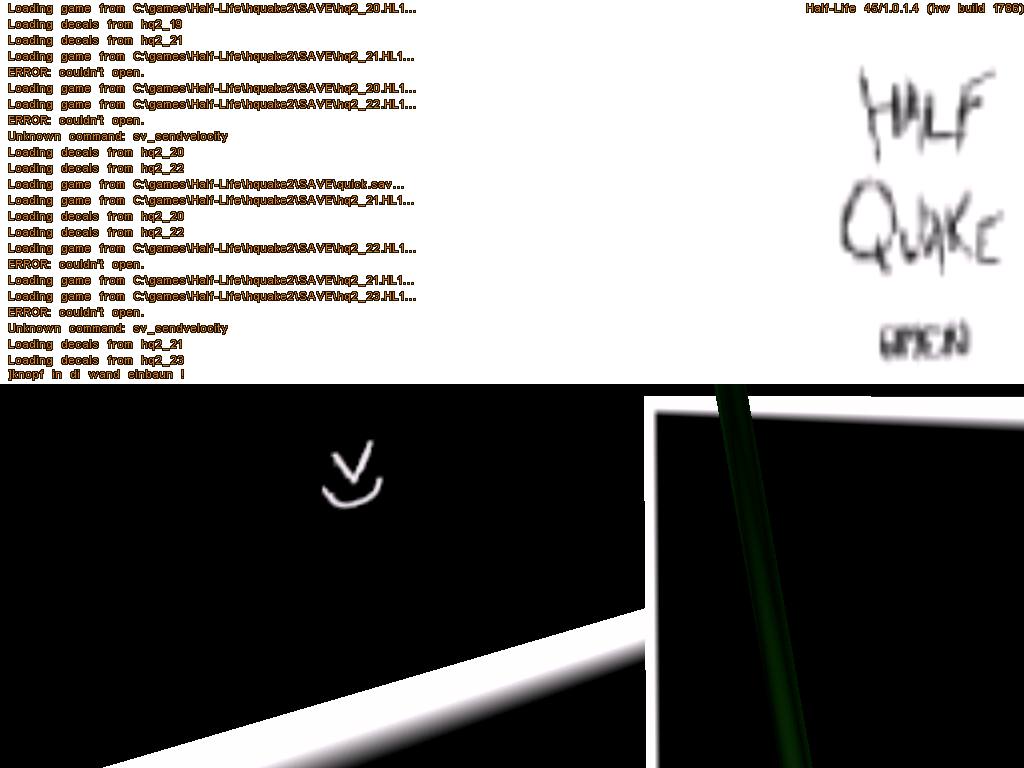 Loading game from C:\games\Half-Life\hquake2\SAVE\hq2_20.HL1...
Loading decals from hq2_19
Loading decals from hq2_21
Loading game from C:\games\Half-Life\hquake2\SAVE\hq2_21.HL1...
ERROR: couldn't open.
Loading game from C:\games\Half-Life\hquake2\SAVE\hq2_20.HL1...
Loading game from C:\games\Half-Life\hquake2\SAVE\hq2_22.HL1...
ERROR: couldn't open.
Unknown command: sv_sendvelocity
Loading decals from hq2_20
Loading decals from hq2_22
Loading game from C:\games\Half-Life\hquake2\SAVE\quick.sav...
Loading game from C:\games\Half-Life\hquake2\SAVE\hq2_21.HL1...
Loading decals from hq2_20
Loading decals from hq2_22
Loading game from C:\games\Half-Life\hquake2\SAVE\hq2_22.HL1...
ERROR: couldn't open.
Loading game from C:\games\Half-Life\hquake2\SAVE\hq2_21.HL1...
Loading game from C:\games\Half-Life\hquake2\SAVE\hq2_23.HL1...
ERROR: couldn't open.
Unknown command: sv_sendvelocity
Loading decals from hq2_21
Loading decals from hq2_23
]knopf in di wand einbaun !
Half-Life 45/1.0.1.4 (hw build 1766)
HALF
QUAKE
AMEN